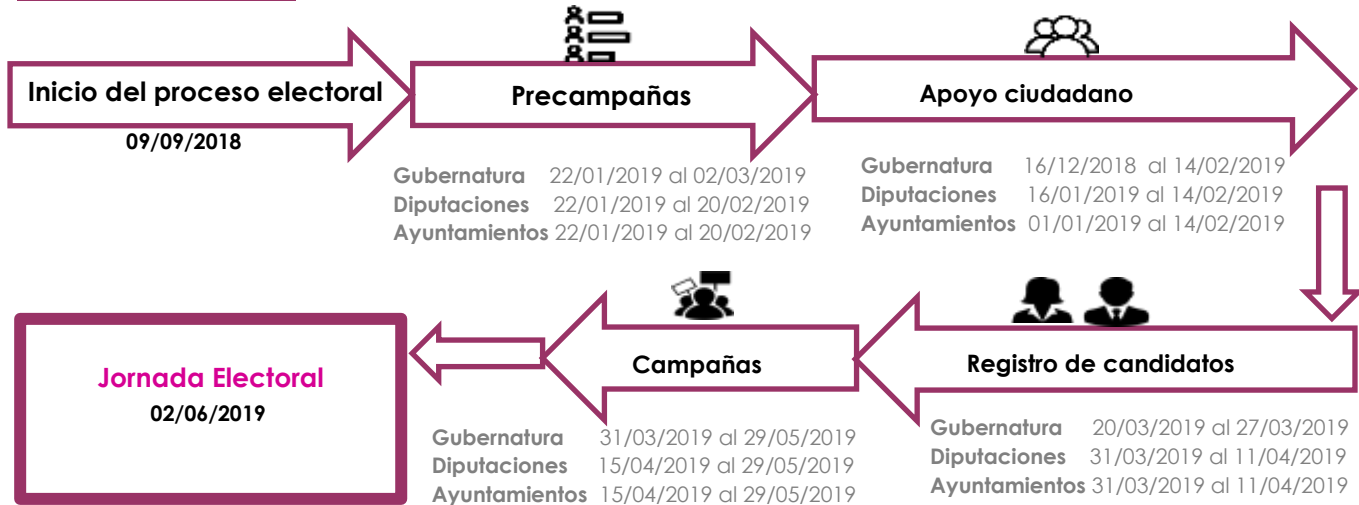 Inicio del proceso electoral
09/09/2018
Precampañas
Gubernatura 22/01/2019 al 02/03/2019
Diputaciones 22/01/2019 al 20/02/2019
Ayuntamientos 22/01/2019 al 20/02/2019
Apoyo ciudadano
Gubernatura 16/12/2018 al 14/02/2019
Diputaciones 16/01/2019 al 14/02/2019
Ayuntamientos 01/01/2019 al 14/02/2019
Registro de candidatos
Gubernatura 20/03/2019 al 27/03/2019
Diputaciones 31/03/2019 al 11/04/2019
Ayuntamientos 31/03/2019 al 11/04/2019
Campañas
Gubernatura 31/03/2019 al 29/05/2019
Diputaciones 15/04/2019 al 29/05/2019
Ayuntamientos 15/04/2019 al 29/05/2019
Jornada Electoral
02/06/2019